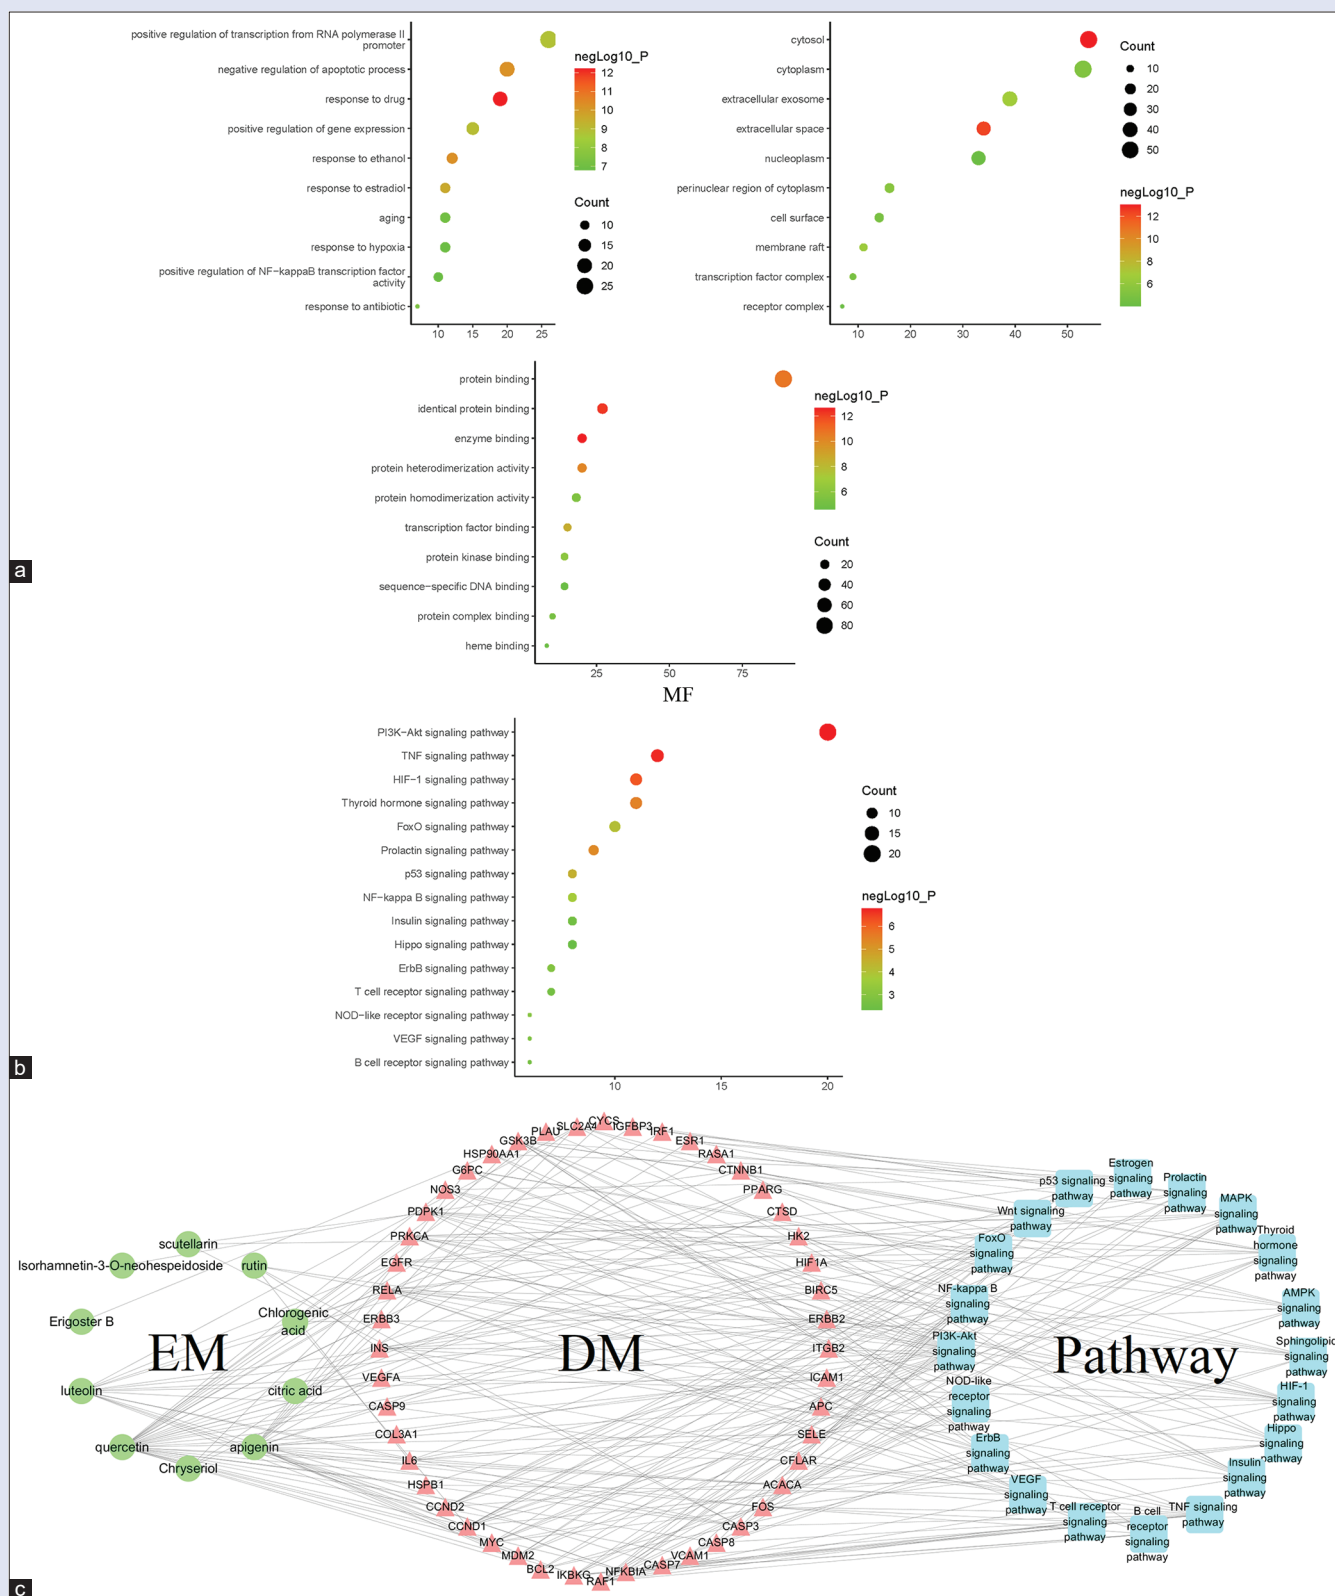 positive regulation of transcription from RNA polymerase II
promoter
negative regulation of apoptotic process
response to drug
positive regulation of gene expression
response to ethanol
response to estradiol
aging
response to hypoxia
positive regulation of NF−kappaB transcription factor
activity
response to antibiotic
10 15 20 25
negLog10_P
12
11
10
9
8
7
Count
10
15
20
25
cytosol
cytoplasm
extracellular exosome
extracellular space
nucleoplasm
perinuclear region of cytoplasm
cell surface
membrane raft
transcription factor complex
receptor complex
10 20 30 40 50
Count
10
20
30
40
50
negLog10_P
12
10
8
6
protein binding
identical protein binding
enzyme binding
protein heterodimerization activity
protein homodimerization activity
transcription factor binding
protein kinase binding
sequence−specific DNA binding
protein complex binding
heme binding
25 50 75
MF
negLog10_P
12
10
8
6
Count
20
40
60
80
a
PI3K−Akt signaling pathway
TNF signaling pathway
HIF−1 signaling pathway
Thyroid hormone signaling pathway
FoxO signaling pathway
Prolactin signaling pathway
p53 signaling pathway
NF−kappa B signaling pathway
Insulin signaling pathway
Hippo signaling pathway
ErbB signaling pathway
T cell receptor signaling pathway
NOD−like receptor signaling pathway
VEGF signaling pathway
B cell receptor signaling pathway
10 15 20
Count
10
15
20
negLog10_P
6
5
4
3
b
scutellarin
Isorhamnetin-3-O-neohespeidoside
rutin
Erigoster B
Chlorogenic
acid
EM
luteolin
citric acid
quercetin
apigenin
Chryseriol
CYCS
SLC2A4
IGFBP3
PLAU
IRF1
GSK3B
ESR1
HSP90AA1
RASA1
G6PC
CTNNB1
NOS3
PPARG
PDPK1
CTSD
PRKCA
HK2
EGFR
HIF1A
RELA
BIRC5
ERBB3
ERBB2
DM
INS
ITGB2
VEGFA
ICAM1
CASP9
APC
COL3A1
SELE
IL6
CFLAR
HSPB1
ACACA
CCND2
FOS
CCND1
CASP3
MYC
CASP8
MDM2
VCAM1
BCL2
CASP7
IKBKG
NFKBIA
RAF1
Estrogen
signaling
pathway
p53 signaling
pathway
Prolactin
signaling
pathway
Wnt signaling
pathway
MAPK
signaling
pathway
FoxO
signaling
pathway
Thyroid
hormone
signaling
pathway
NF-kappa B
signaling
pathway
AMPK
signaling
pathway
PI3K-Akt
signaling
pathway
Pathway
Sphingolipid
signaling
pathway
NOD-like
receptor
signaling
pathway
HIF-1
signaling
pathway
ErbB
signaling
pathway
Hippo
signaling
pathway
VEGF
signaling
pathway
Insulin
signaling
pathway
T cell receptor
signaling
pathway
B cell
receptor
signaling
pathway
TNF signaling
pathway
c